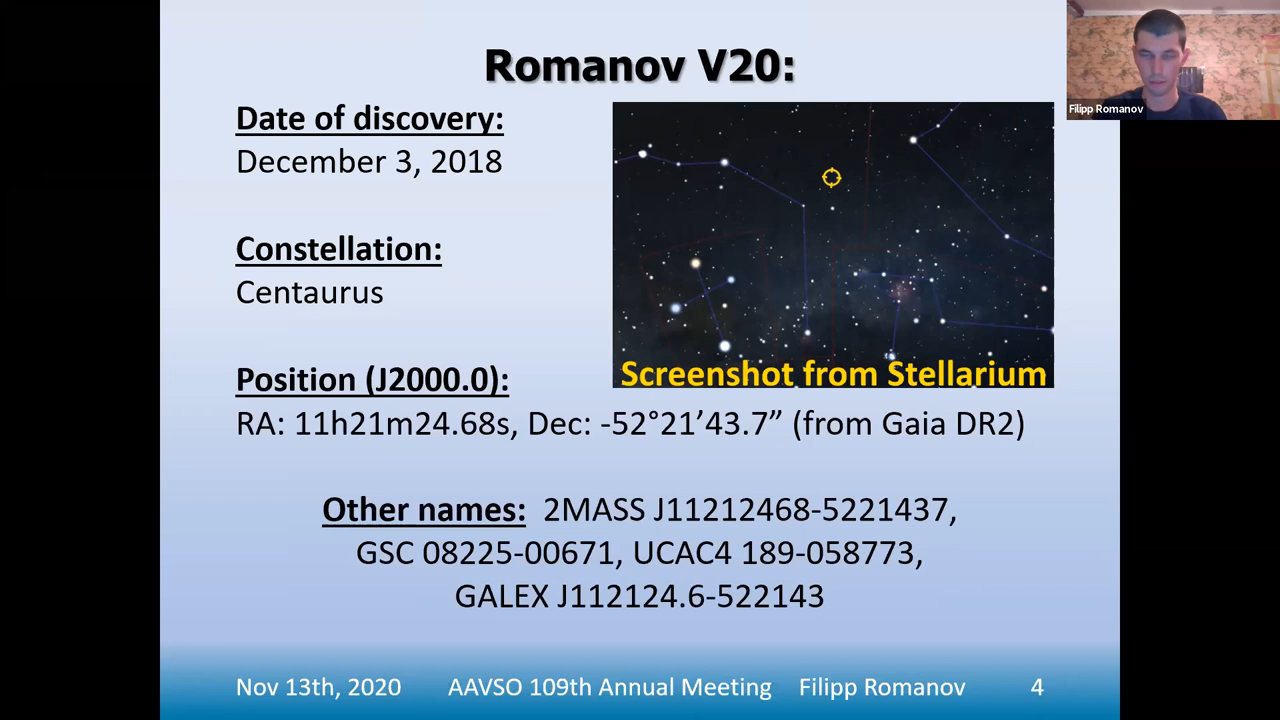 Romanov V20:
Filipp Romanov
Date of discovery:
December 3, 2018
Constellation:
Centaurus
Screenshot from Stellarium
Position (J2000.0):
RA: 11h21m24.68s, Dec: -52°21’43.7” (from Gaia DR2)
Other names: 2MASS J11212468-5221437,
GSC 08225-00671, UCAC4 189-058773,
GALEX J112124.6-522143
Nov 13th, 2020 AAVSO 109th Annual Meeting Filipp Romanov 4